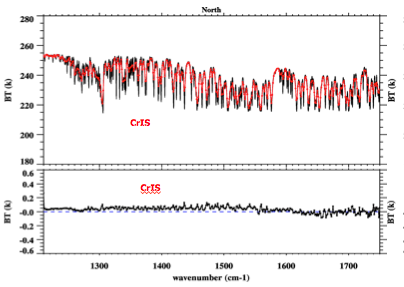 North
280
260
240
220
200
180
BT (k)
BT (k)
CrIS
0.6
0.4
0.2
-0.0
-0.2
-0.4
-0.6
BT (k)
BT (k)
CrIS
1300 1400 1500 1600 1700
wavenumber (cm-1)